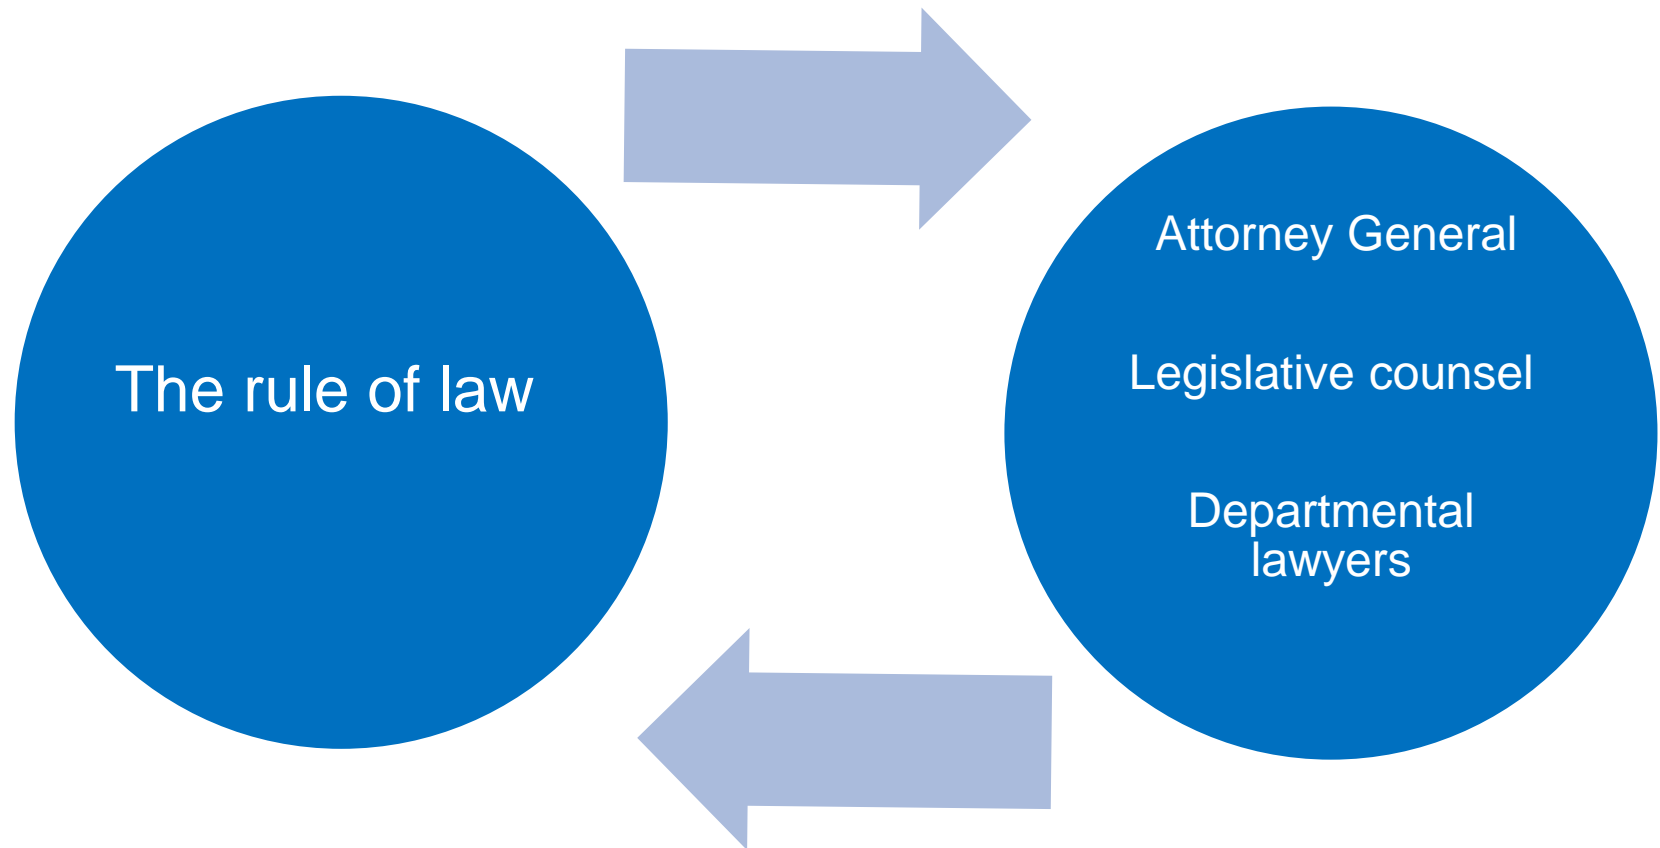 The rule of law
Attorney General
Legislative counsel
Departmental
lawyers